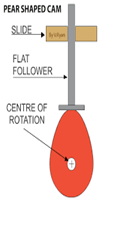 PEAR SHAPED CAM
SLIDE
FLAT
FOLLOWER
CENTRE OF
ROTATION